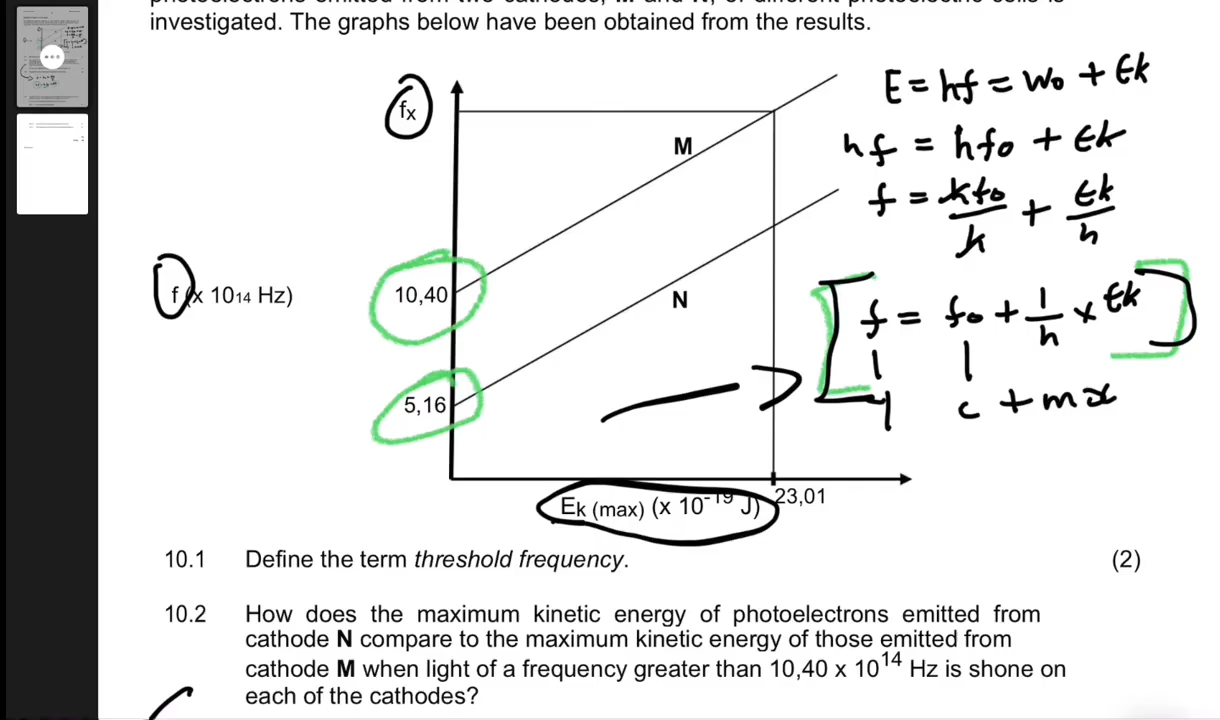 investigated. The graphs below have been obtained from the results.
E = hf = W₀ + Ek
fx
M
hf = hf₀ + Ek
f = hf₀/h + Ek/h
f (x 10₁₄ Hz)
10,40
N
f = f₀ + 1/h x Ek
5,16
y c + mx
Eₖ (max) (x 10⁻¹⁹ J)
23,01
10.1 Define the term threshold frequency. (2)
10.2 How does the maximum kinetic energy of photoelectrons emitted from
cathode N compare to the maximum kinetic energy of those emitted from
cathode M when light of a frequency greater than 10,40 x 10¹⁴ Hz is shone on
each of the cathodes?